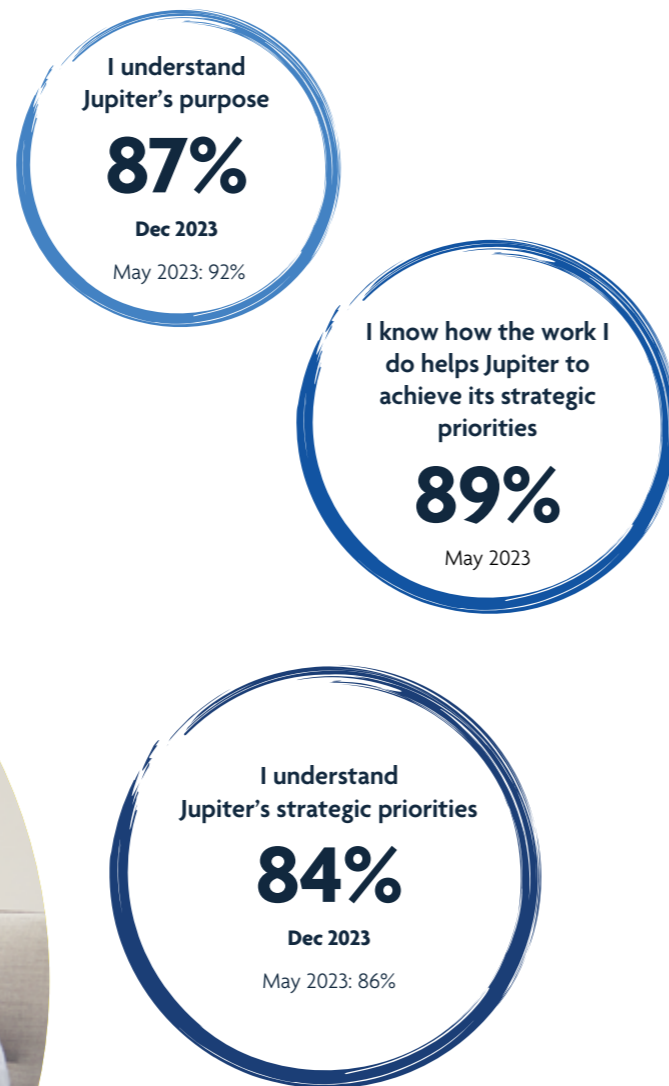 I understand
Jupiter’s purpose
87%
Dec 2023
May 2023: 92%
I know how the work I
do helps Jupiter to
achieve its strategic
priorities
89%
May 2023
I understand
Jupiter’s strategic priorities
84%
Dec 2023
May 2023: 86%